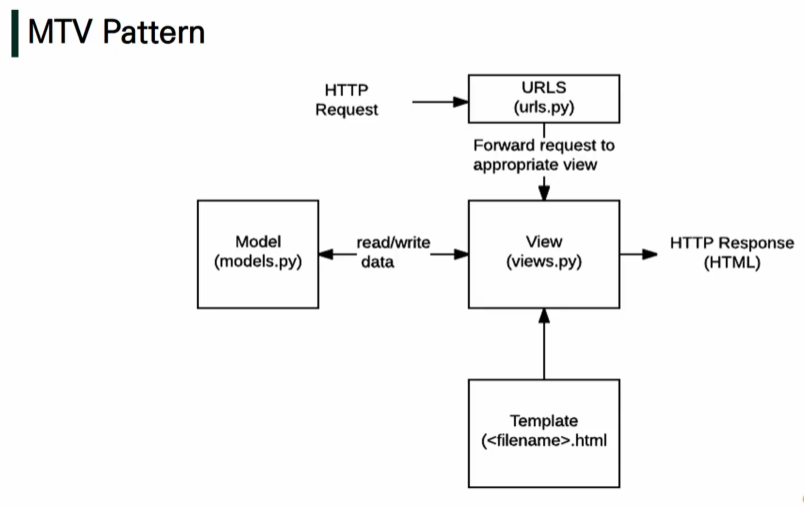 MTV Pattern
HTTP
Request
URLS
(urls.py)
Forward request to
appropriate view
Model
(models.py)
read/write
data
View
(views.py)
HTTP Response
(HTML)
Template
(<filename>.html